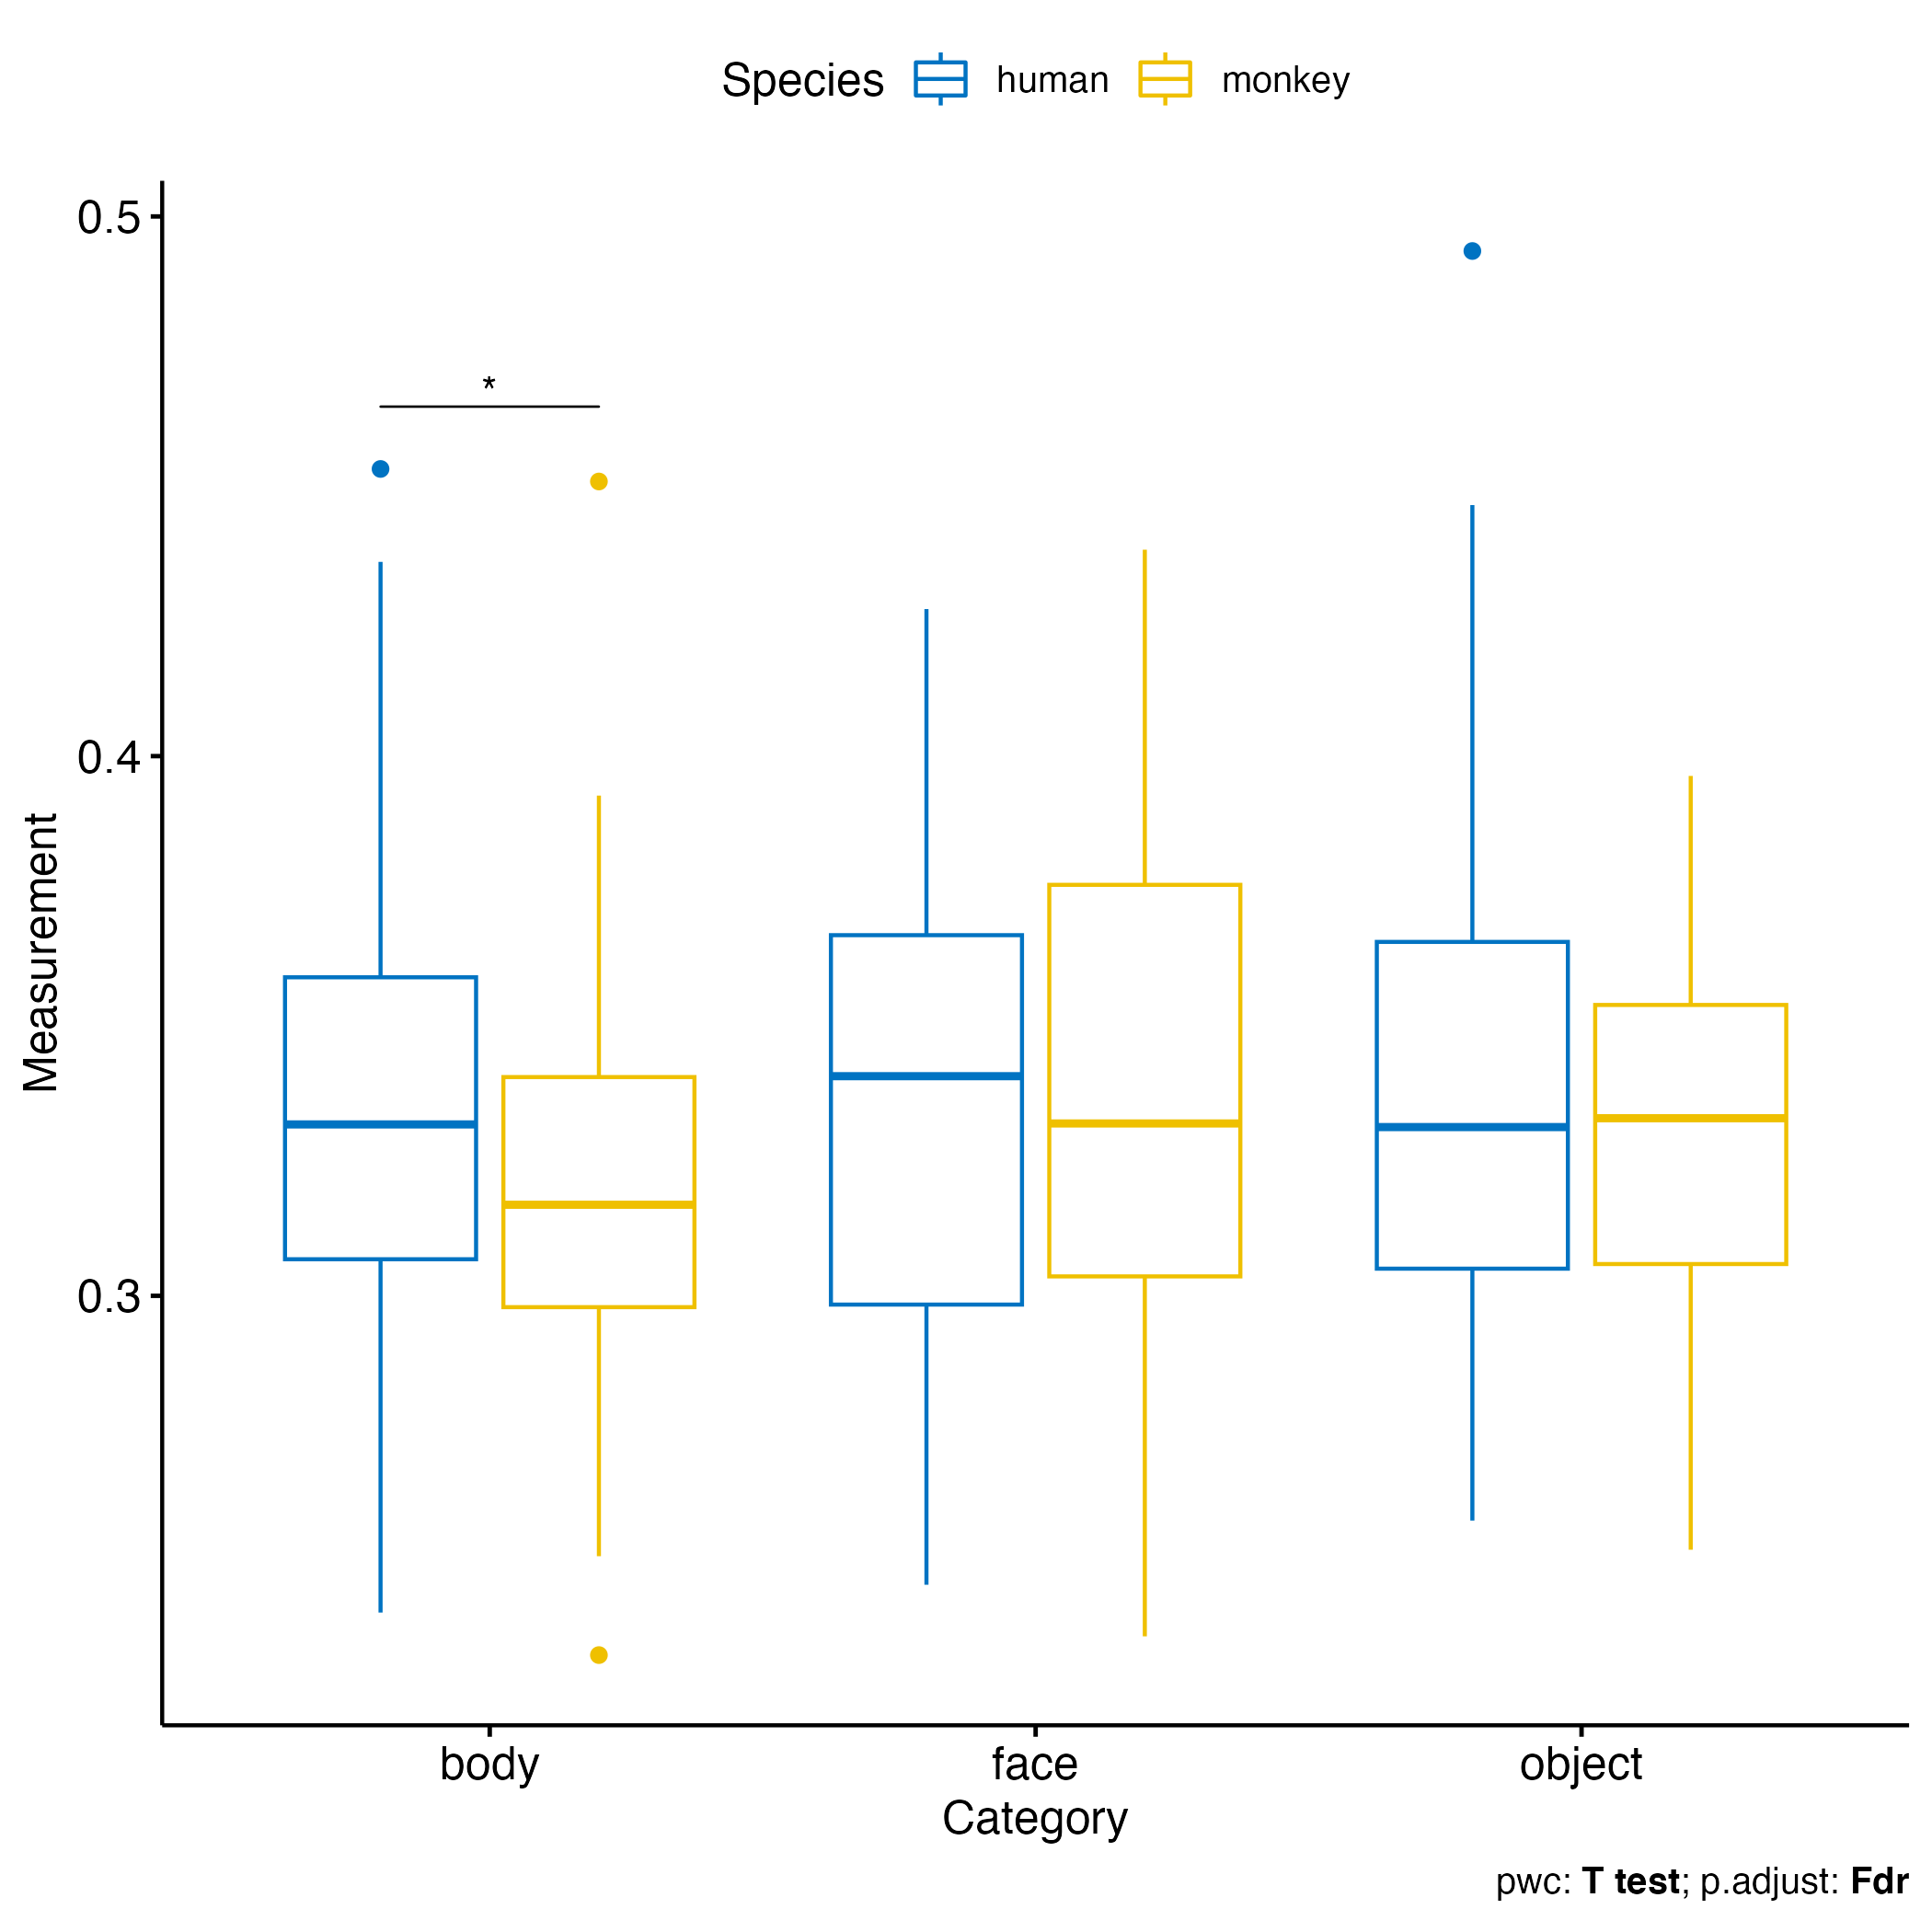 Species human monkey
0.5
0.4
0.3
Measurement
*
body face object
Category
pwc: T test; p.adjust: Fdr